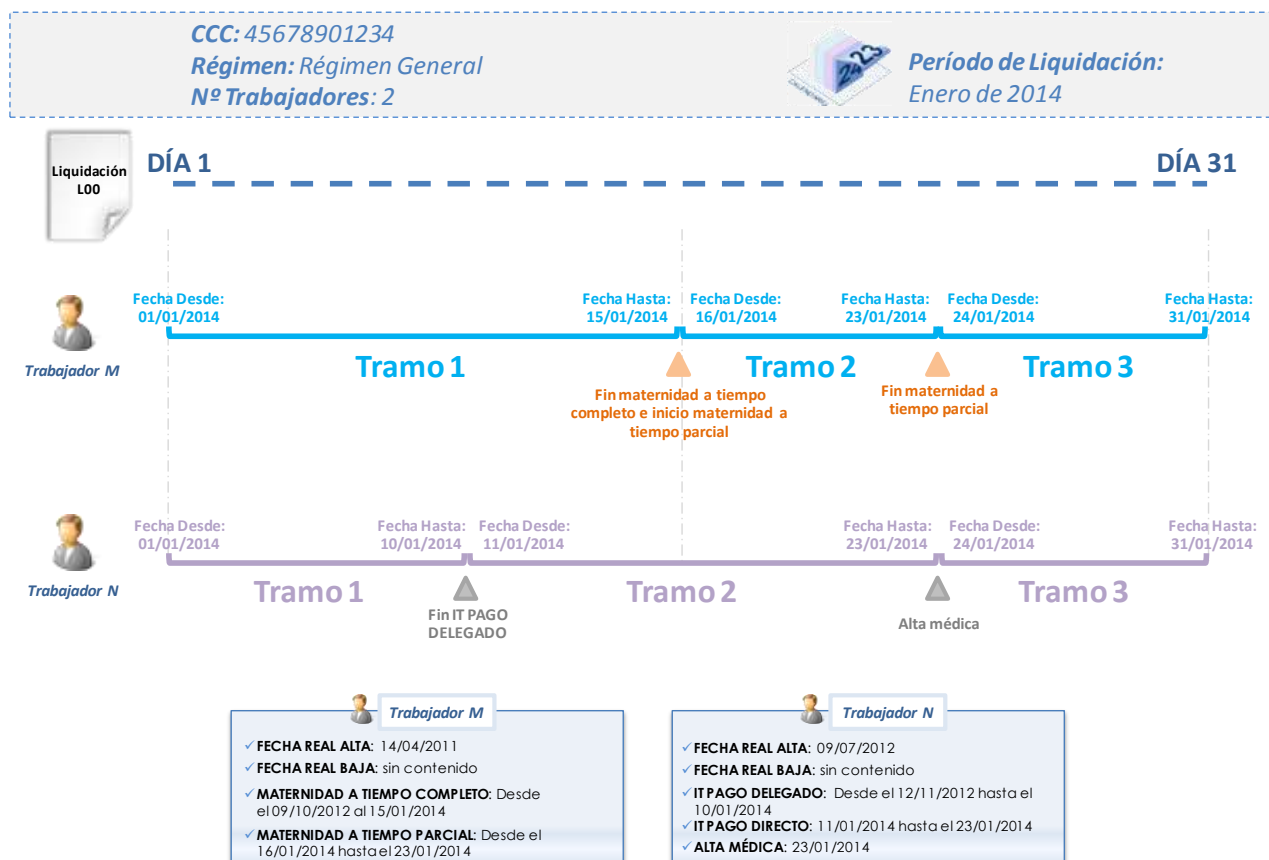 CCC: 45678901234
Régimen: Régimen General
Nº Trabajadores: 2
24 23
CALENDARIO
Período de Liquidación:
Enero de 2014
Liquidación
L00
DÍA 1
DÍA 31
Fecha Desde:
01/01/2014
Fecha Hasta:
15/01/2014
Fecha Desde:
16/01/2014
Fecha Hasta:
23/01/2014
Fecha Desde:
24/01/2014
Fecha Hasta:
31/01/2014
Trabajador M
Tramo 1
Tramo 2
Tramo 3
Fin maternidad a tiempo
completo e inicio maternidad a
tiempo parcial
Fin maternidad a
tiempo parcial
Fecha Desde:
01/01/2014
Fecha Hasta:
10/01/2014
Fecha Desde:
11/01/2014
Fecha Hasta:
23/01/2014
Fecha Desde:
24/01/2014
Fecha Hasta:
31/01/2014
Trabajador N
Tramo 1
Tramo 2
Tramo 3
Fin IT PAGO
DELEGADO
Alta médica
Trabajador M
FECHA REAL ALTA: 14/04/2011
FECHA REAL BAJA: sin contenido
MATERNIDAD A TIEMPO COMPLETO: Desde
el 09/10/2012 al 15/01/2014
MATERNIDAD A TIEMPO PARCIAL: Desde el
16/01/2014 hasta el 23/01/2014
Trabajador N
FECHA REAL ALTA: 09/07/2012
FECHA REAL BAJA: sin contenido
IT PAGO DELEGADO: Desde el 12/11/2012 hasta el
10/01/2014
IT PAGO DIRECTO: 11/01/2014 hasta el 23/01/2014
ALTA MÉDICA: 23/01/2014